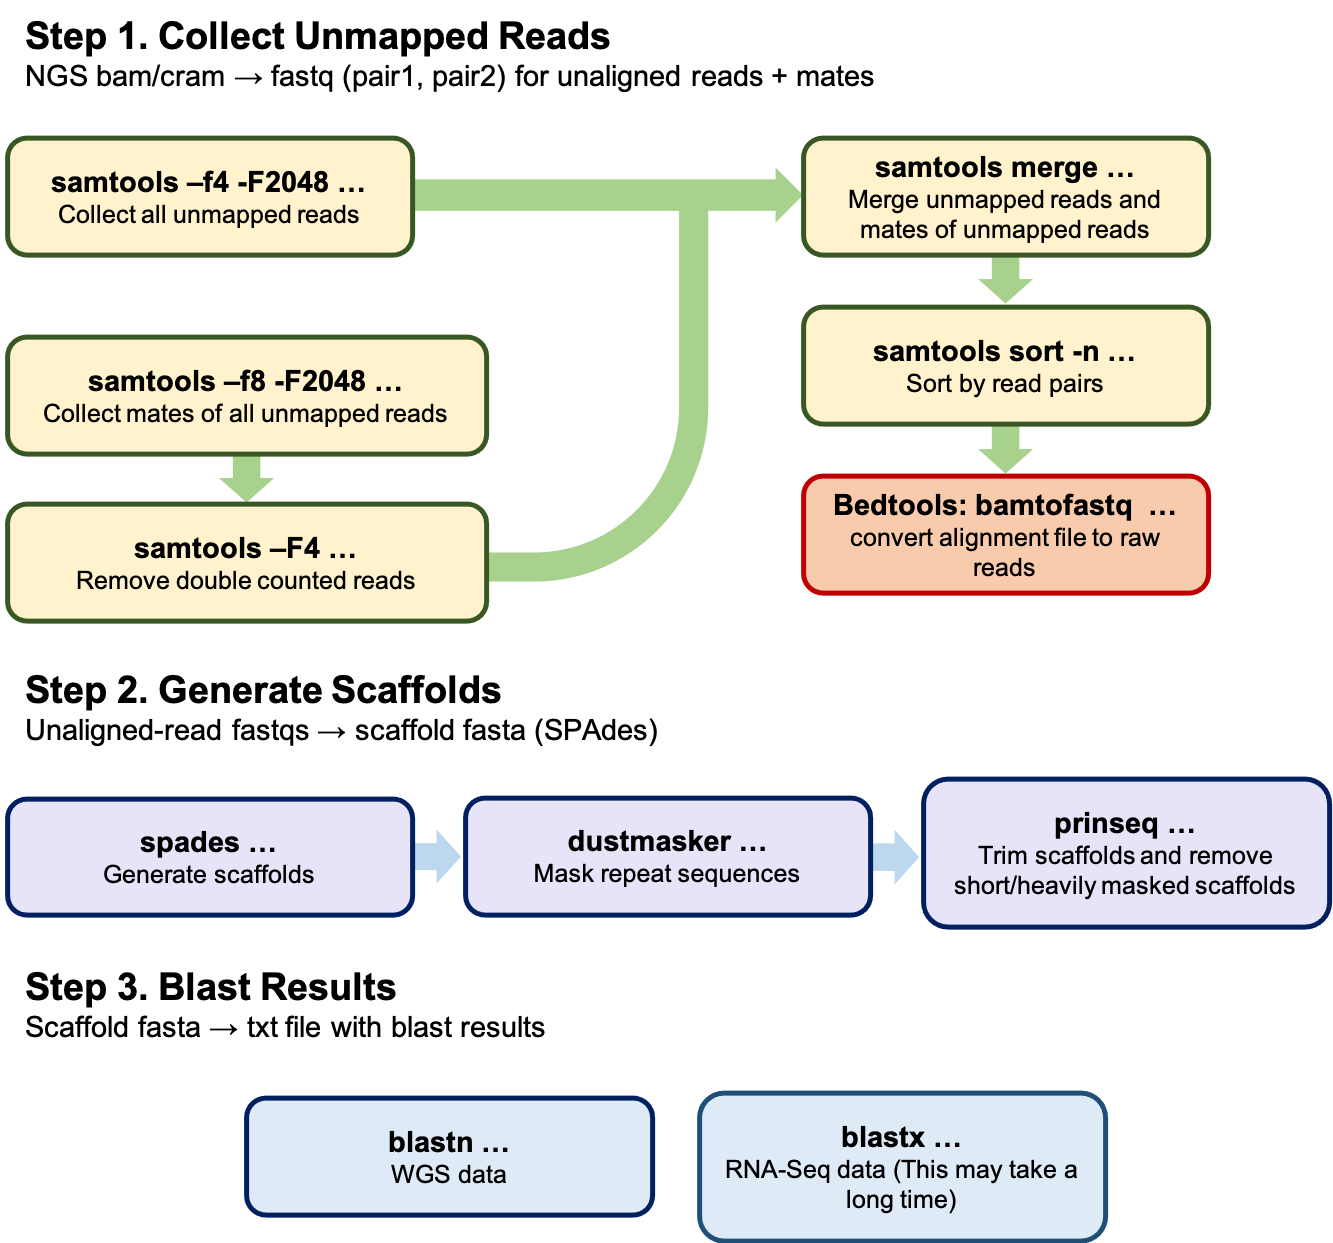 Step 1. Collect Unmapped Reads
NGS bam/cram → fastq (pair1, pair2) for unaligned reads + mates
samtools –f4 -F2048 …
Collect all unmapped reads
samtools merge …
Merge unmapped reads and
mates of unmapped reads
samtools –f8 -F2048 …
Collect mates of all unmapped reads
samtools sort -n …
Sort by read pairs
samtools –F4 …
Remove double counted reads
Bedtools: bamtofastq …
convert alignment file to raw
reads
Step 2. Generate Scaffolds
Unaligned-read fastqs → scaffold fasta (SPAdes)
spades …
Generate scaffolds
dustmasker …
Mask repeat sequences
prinseq …
Trim scaffolds and remove
short/heavily masked scaffolds
Step 3. Blast Results
Scaffold fasta → txt file with blast results
blastn …
WGS data
blastx …
RNA-Seq data (This may take a
long time)